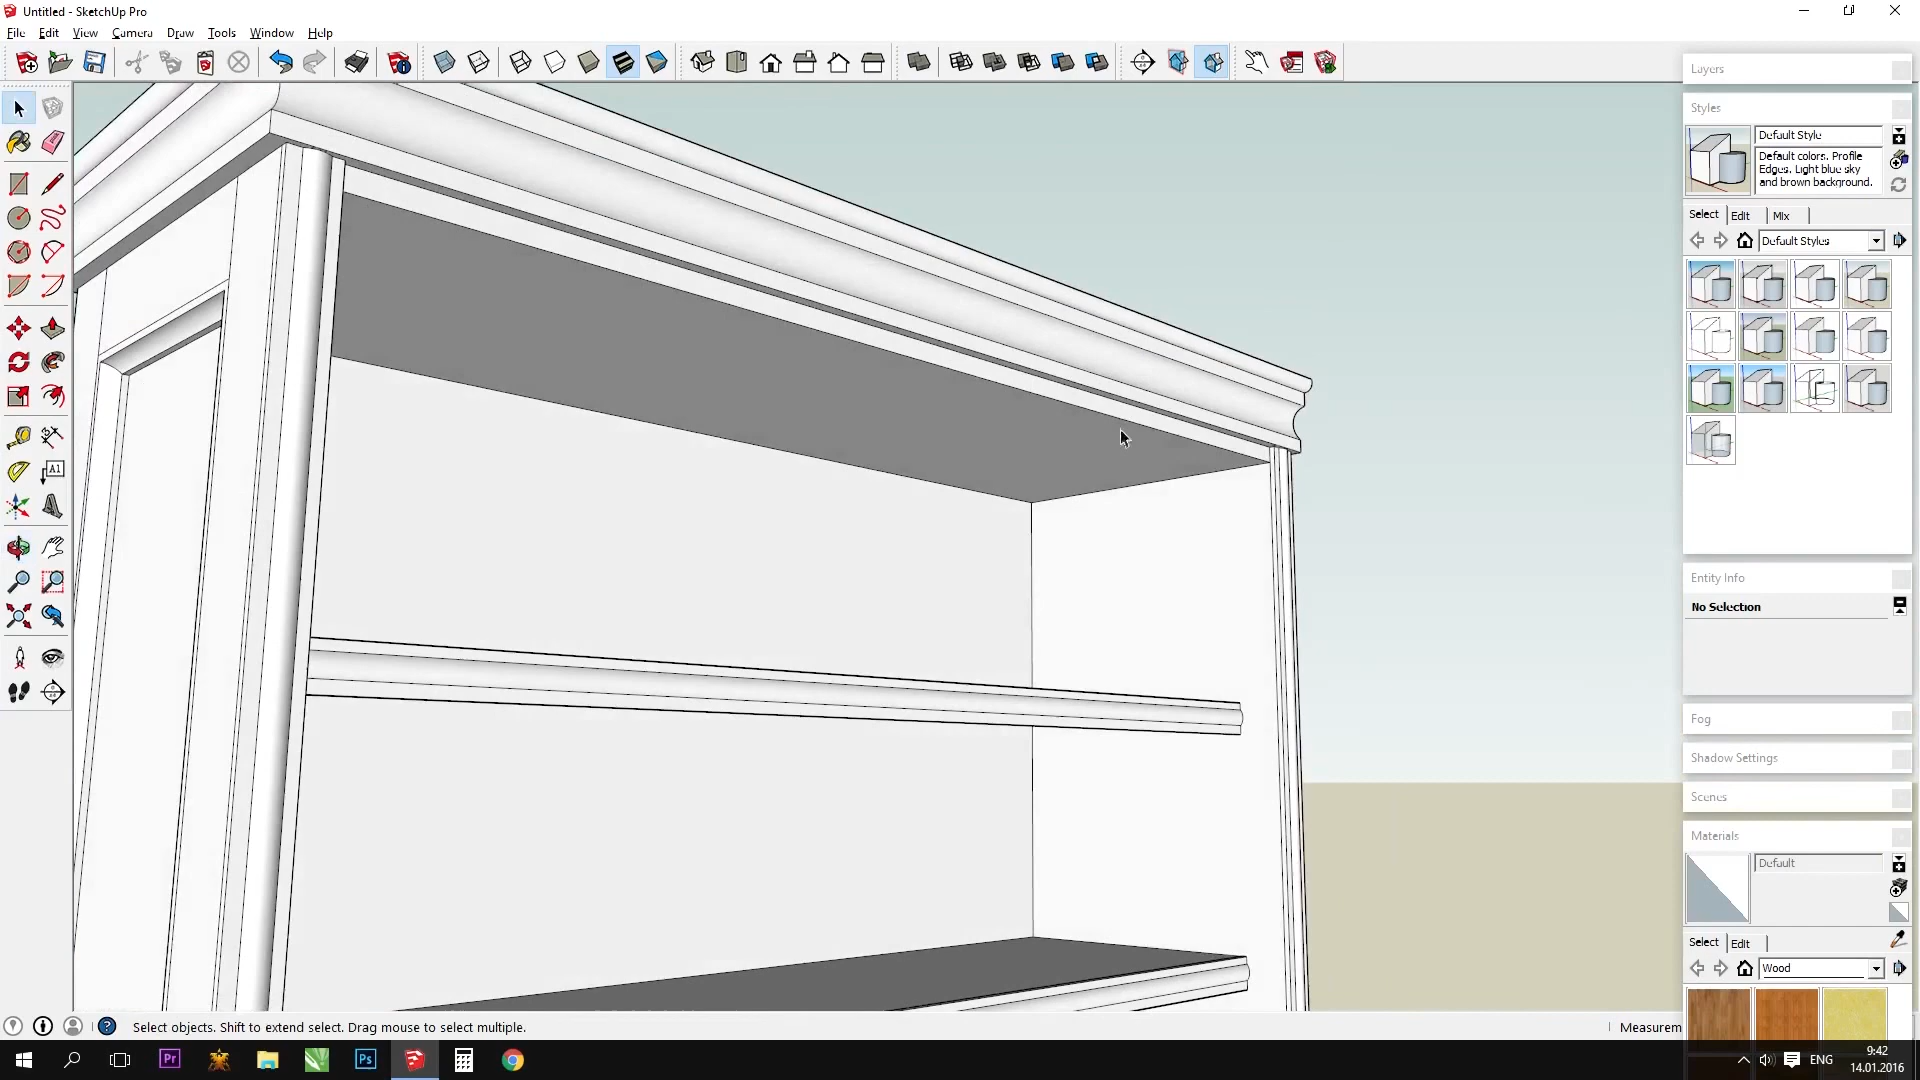 Untitled - SketchUp Pro
File Edit View Camera Draw Tools Window Help
Layers
Styles
Default Style
Default colors. Profile
Edges. Light blue sky
and brown background.
Select Edit Mix
Default Styles
Entity Info
No Selection
Fog
Shadow Settings
Scenes
Materials
Default
Select Edit
Wood
A1
Select objects. Shift to extend select. Drag mouse to select multiple.
Measurem
Pr
Ps
ENG
9:42
14.01.2016